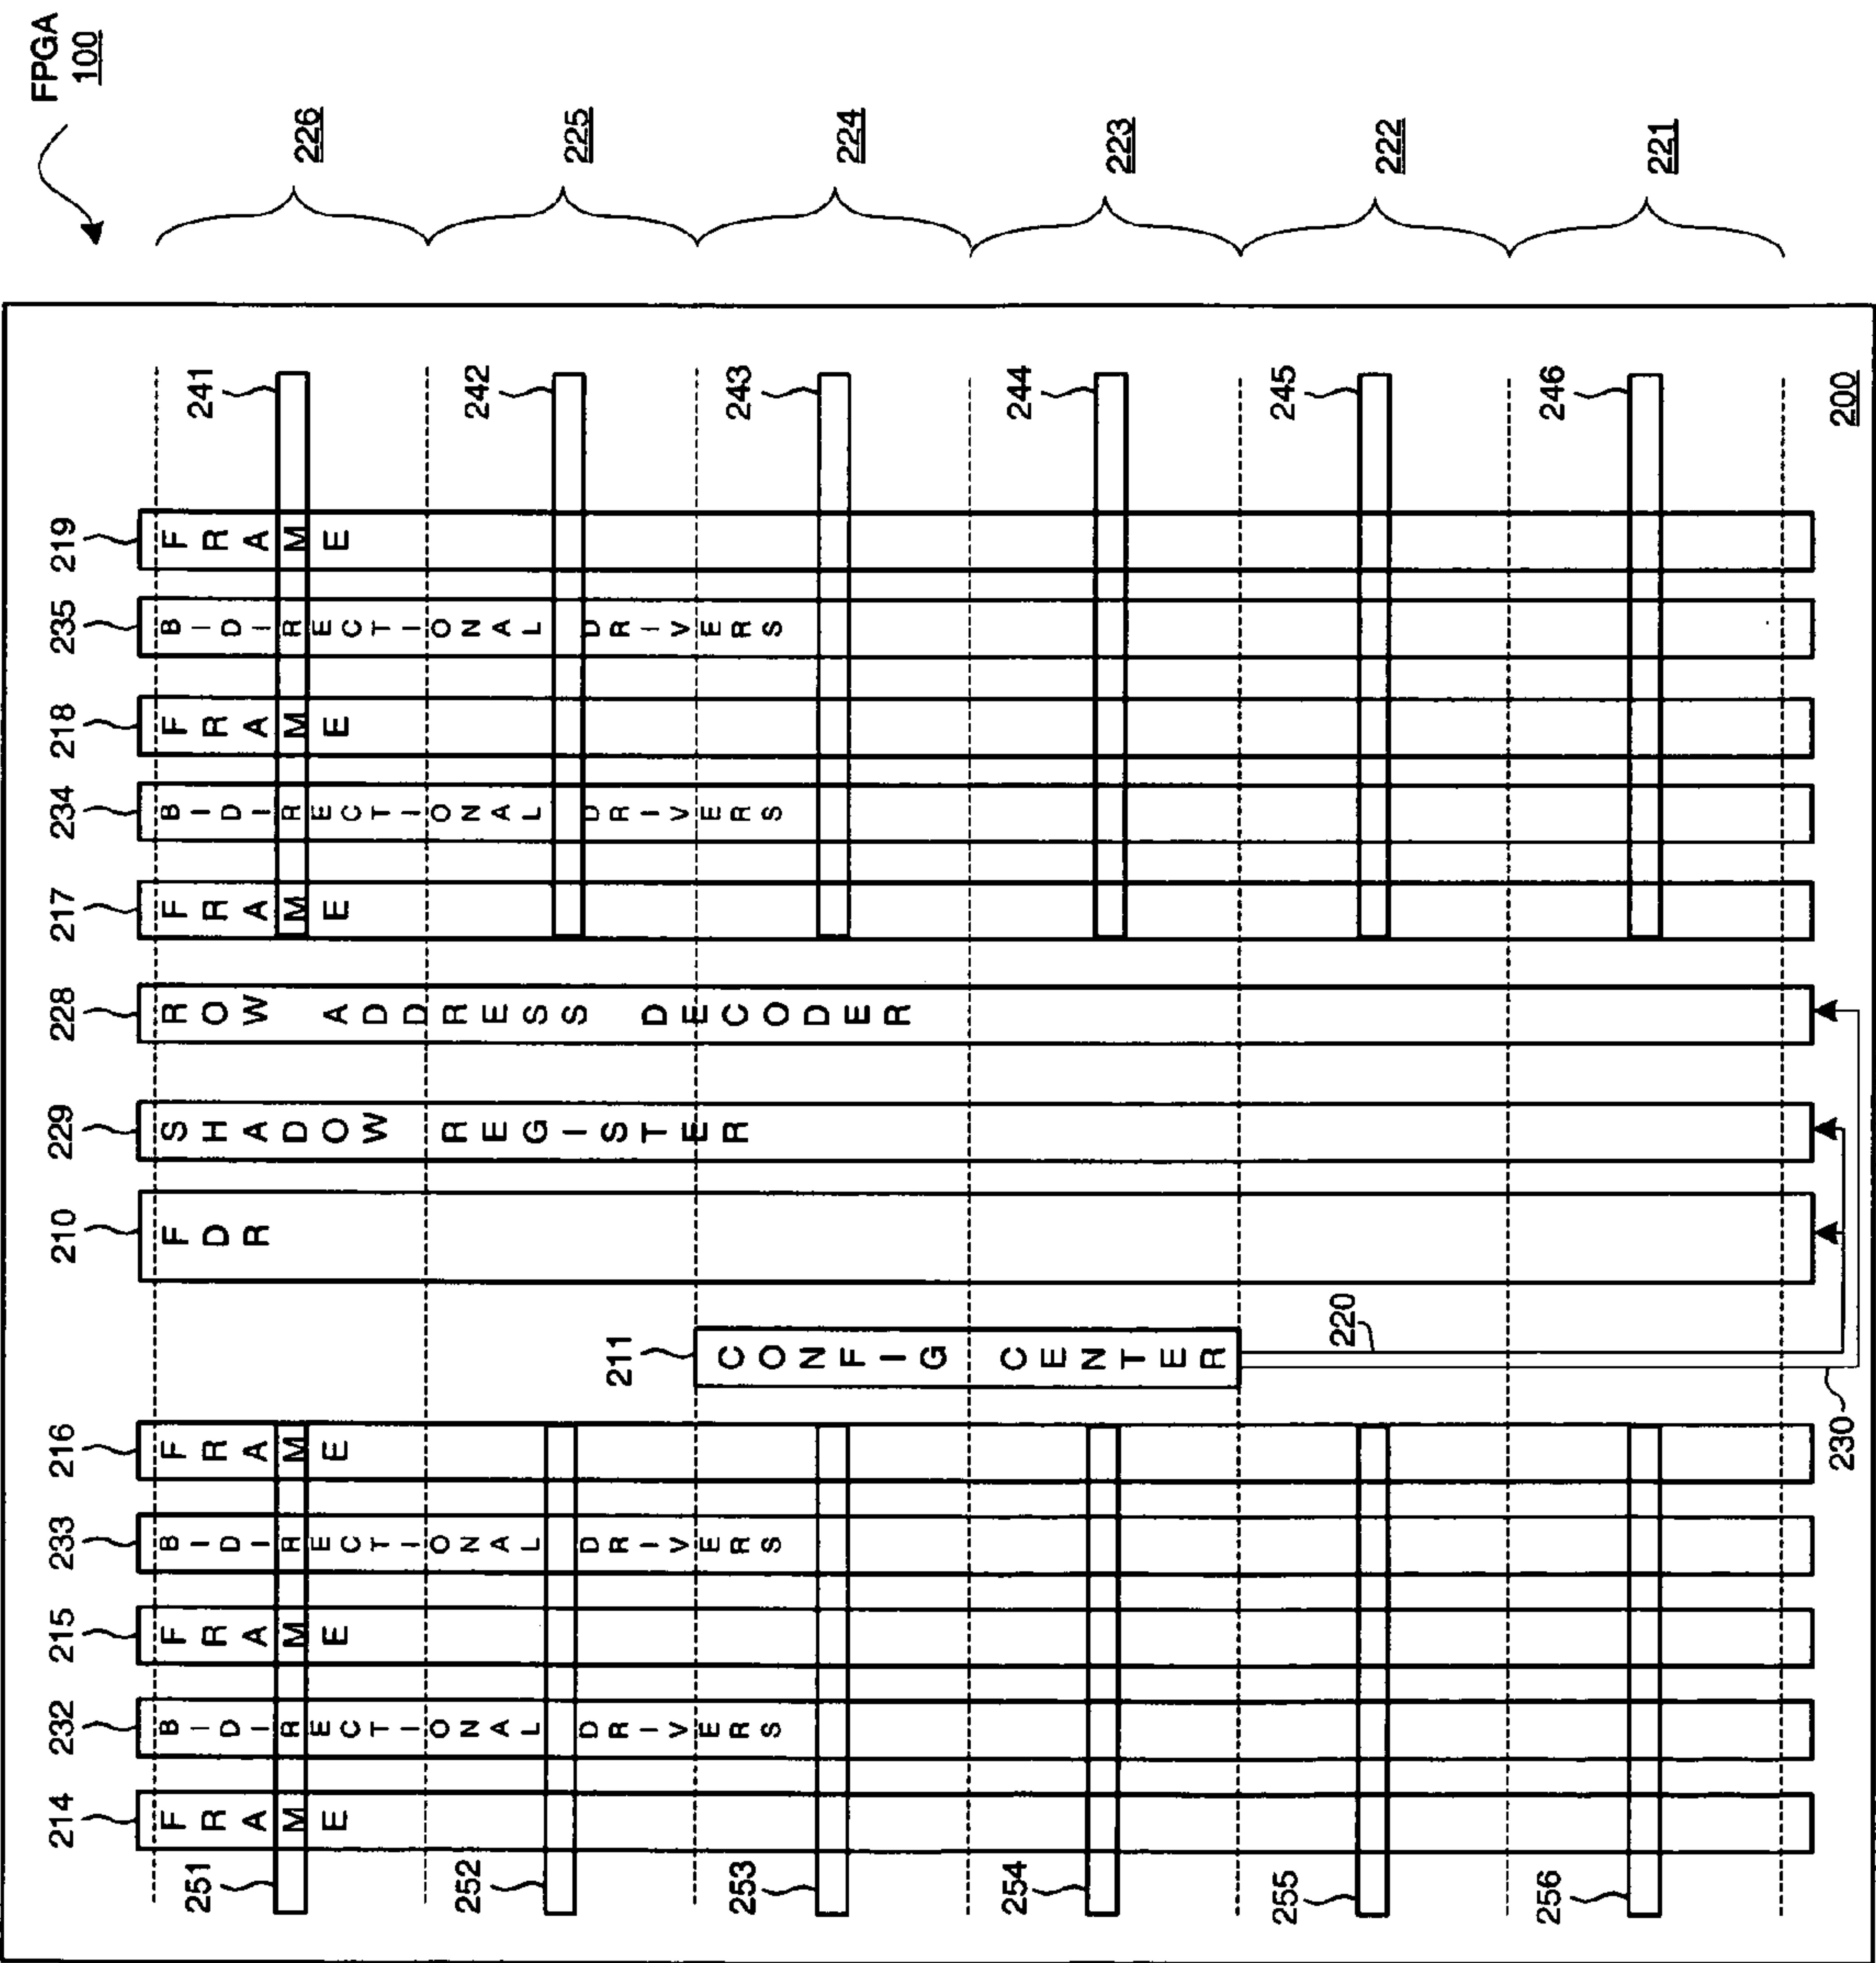 FPGA
100
214
232
215
233
216
211
210
229
228
217
234
218
235
219
FRAME
BIDIRECTIONAL DRIVERS
FRAME
BIDIRECTIONAL DRIVERS
FRAME
CONFIG CENTER
FDR
SHADOW REGISTER
ROW ADDRESS DECODER
FRAME
BIDIRECTIONAL DRIVERS
FRAME
BIDIRECTIONAL DRIVERS
FRAME
251
241
226
252
242
225
253
243
224
254
244
223
255
245
222
256
246
221
220
230
200